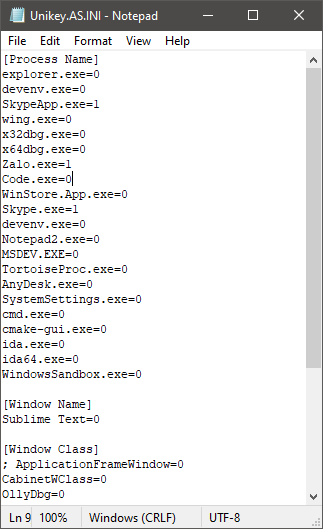 Unikey.AS.INI - Notepad
File Edit Format View Help
[Process Name]
explorer.exe=0
devenv.exe=0
SkypeApp.exe=1
wing.exe=0
x32dbg.exe=0
x64dbg.exe=0
Zalo.exe=1
Code.exe=0
WinStore.App.exe=0
Skype.exe=1
devenv.exe=0
Notepad2.exe=0
MSDEV.EXE=0
TortoiseProc.exe=0
AnyDesk.exe=0
SystemSettings.exe=0
cmd.exe=0
cmake-gui.exe=0
ida.exe=0
ida64.exe=0
WindowsSandbox.exe=0
[Window Name]
Sublime Text=0
[Window Class]
; ApplicationFrameWindow=0
CabinetWClass=0
OllyDbg=0
Ln 9 100% Windows (CRLF) UTF-8